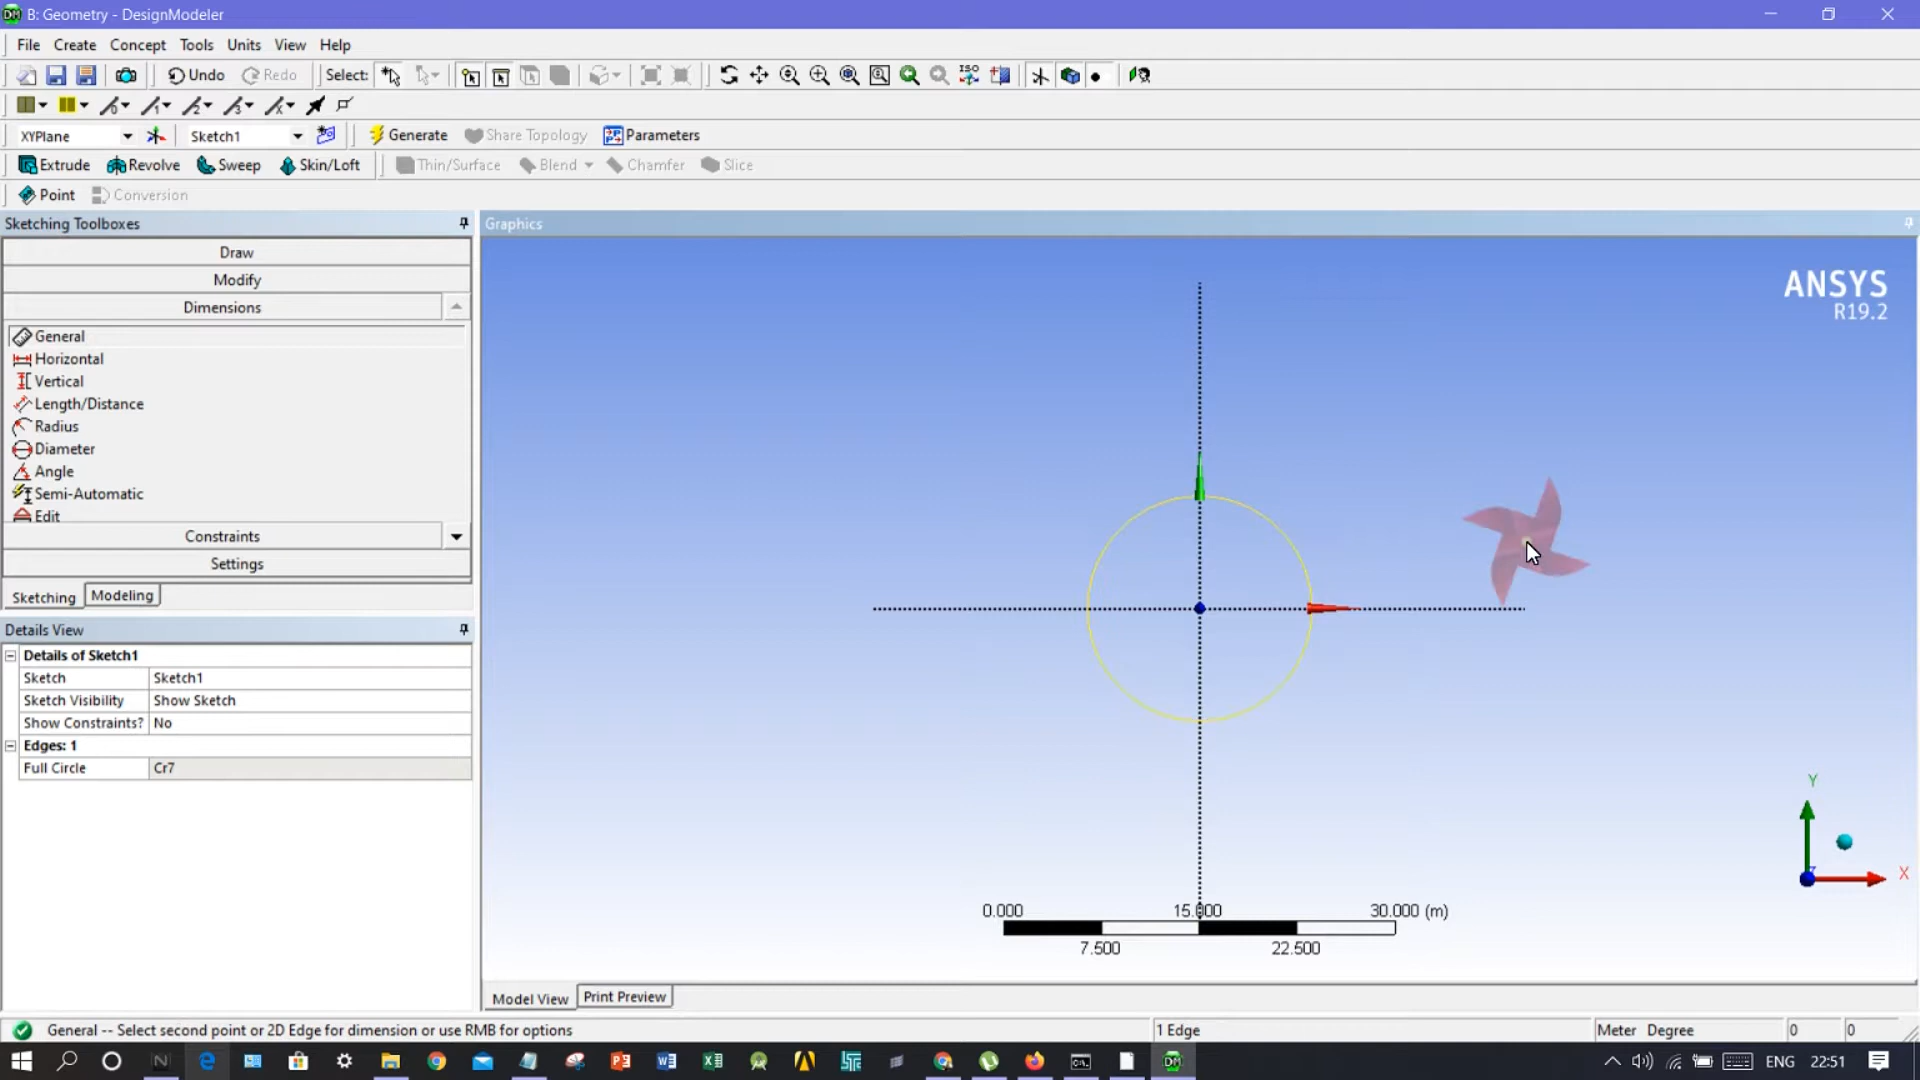 B: Geometry - DesignModeler
File Create Concept Tools Units View Help
Undo Redo Select: ISO
XYPlane Sketch1 Generate Share Topology Parameters
Extrude Revolve Sweep Skin/Loft Thin/Surface Blend Chamfer Slice
Point Conversion
Sketching Toolboxes
Draw
Modify
Dimensions
General
Horizontal
Vertical
Length/Distance
Radius
Diameter
Angle
Semi-Automatic
Edit
Constraints
Settings
Sketching Modeling
Details View
Details of Sketch1
Sketch Sketch1
Sketch Visibility Show Sketch
Show Constraints? No
Edges: 1
Full Circle Cr7
Graphics
ANSYS
R19.2
Y
X
0.000 15.000 30.000 (m)
7.500 22.500
Model View Print Preview
General -- Select second point or 2D Edge for dimension or use RMB for options 1 Edge Meter Degree 0 0
ENG 22:51